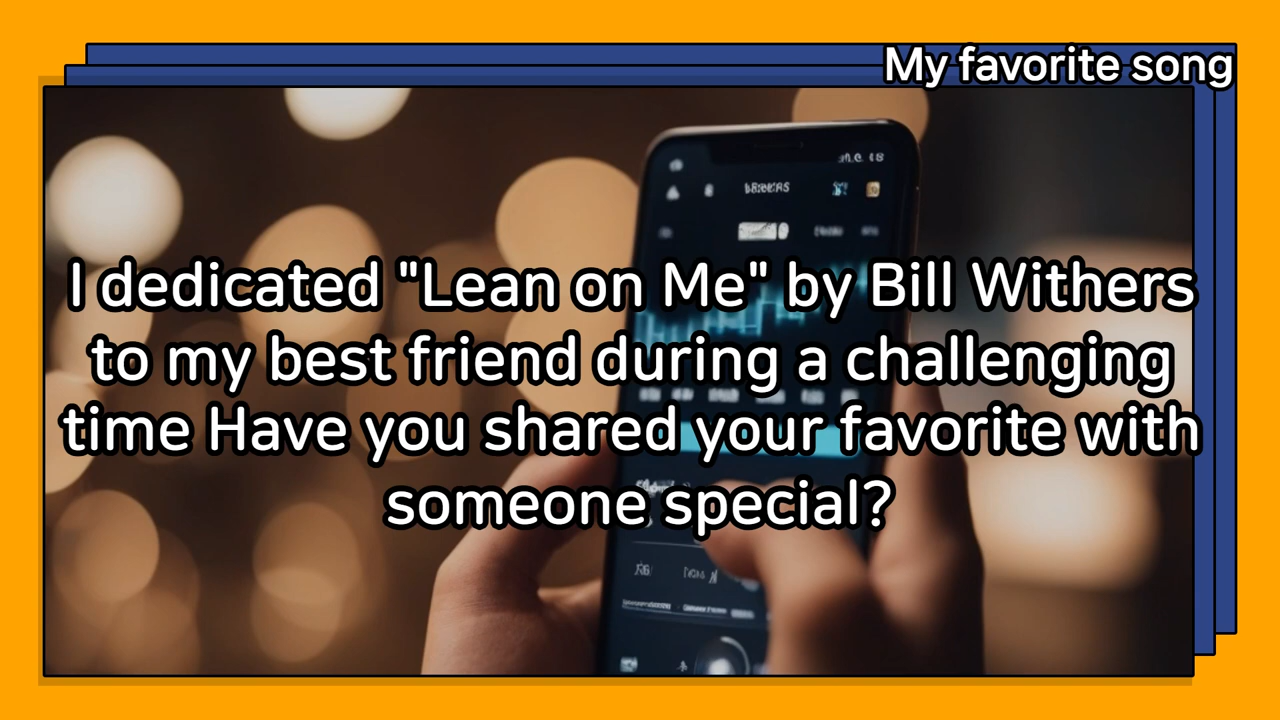 My favorite song
I dedicated "Lean on Me" by Bill Withers
to my best friend during a challenging
time Have you shared your favorite with
someone special?